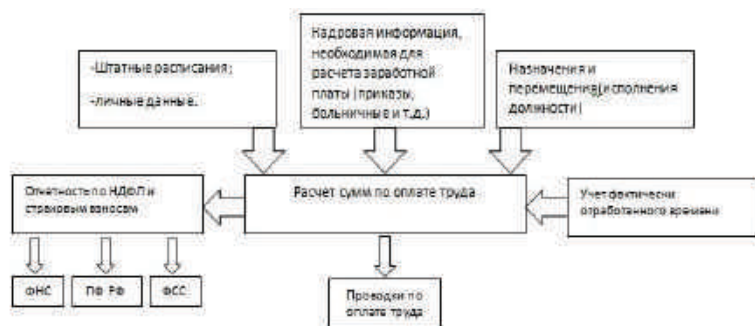 Кадровая информация,
необходимая для
расчета заработной
платы (приказы,
больничные и т.д.)
-Штатные расписания;
-личные данные.
Назначения и
перемещения(исполнения
должности)
Отчетность по НДФЛ и
страховым взносам
Расчет сумм по оплате труда
Учет фактически
отработанного времени
ФНС
ПФ РФ
ФСС
Проводки по
оплате труда